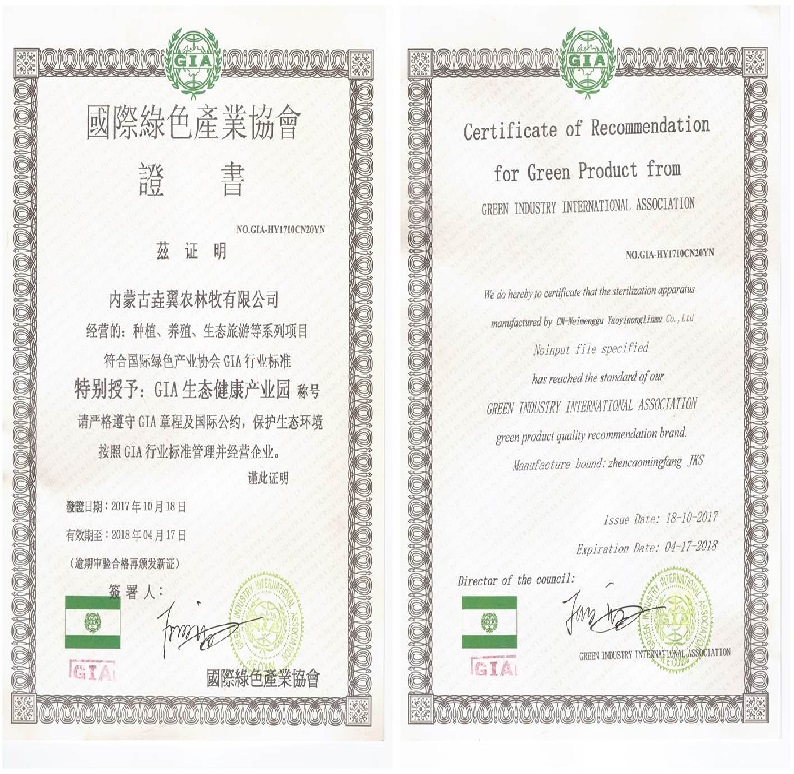 GIA
國際綠色產業協會
證 書
NO.GIA-HY1710CN20YN
茲 证 明
内蒙古垚翼农林牧有限公司
经营的：种植、养殖、生态旅游等系列项目
符合国际绿色产业协会 GIA 行业标准
特别授予：GIA 生态健康产业园 称号
请严格遵守 GIA 章程及国际公约，保护生态环境
按照 GIA 行业标准管理并经营企业。
谨此证明
發證日期：2017 年 10 月 18 日
有效期至：2018 年 04 月 17 日
（逾期审验合格再颁发新证）
簽 署 人：
GIA
國際綠色產業協會
GIA
Certificate of Recommendation
for Green Product from
GREEN INDUSTRY INTERNATIONAL ASSOCIATION
NO.GIA-HY1710CN20YN
We do hereby to certificate that the sterilization apparatus
manufactured by CN-Neimenggu Yaoyinonglinmu Co.,Ltd
Noinput file specified
has reached the standard of our
GREEN INDUSTRY INTERNATIONAL ASSOCIATION
green product quality recommendation brand.
Manufacture bound: zhencaomingfang JKS
Issue Date: 18-10-2017
Expiration Date: 04-17-2018
Director of the council:
GIA
GREEN INDUSTRY INTERNATIONAL ASSOCIATION